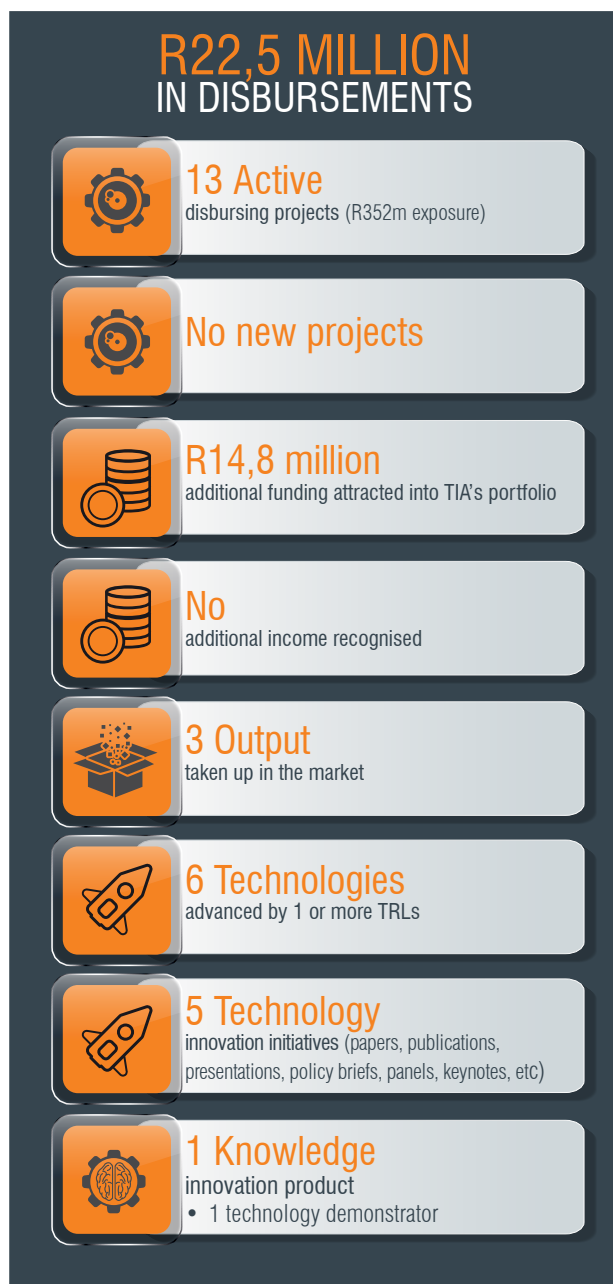 R22,5 MILLION
IN DISBURSEMENTS
13 Active
disbursing projects (R352m exposure)
No new projects
R14,8 million
additional funding attracted into TIA's portfolio
No
additional income recognised
3 Output
taken up in the market
6 Technologies
advanced by 1 or more TRLs
5 Technology
innovation initiatives (papers, publications,
presentations, policy briefs, panels, keynotes, etc)
1 Knowledge
innovation product
• 1 technology demonstrator